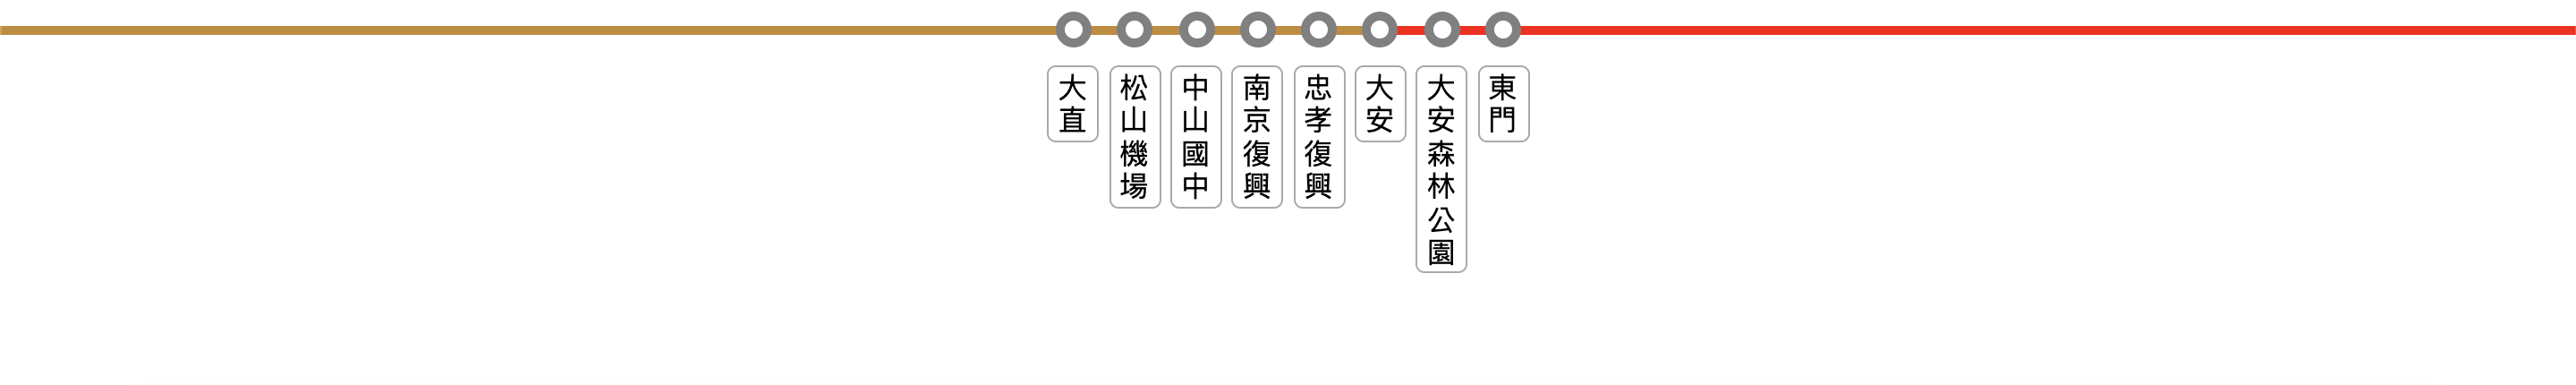 大直
松山機場
中山國中
南京復興
忠孝復興
大安
大安森林公園
東門